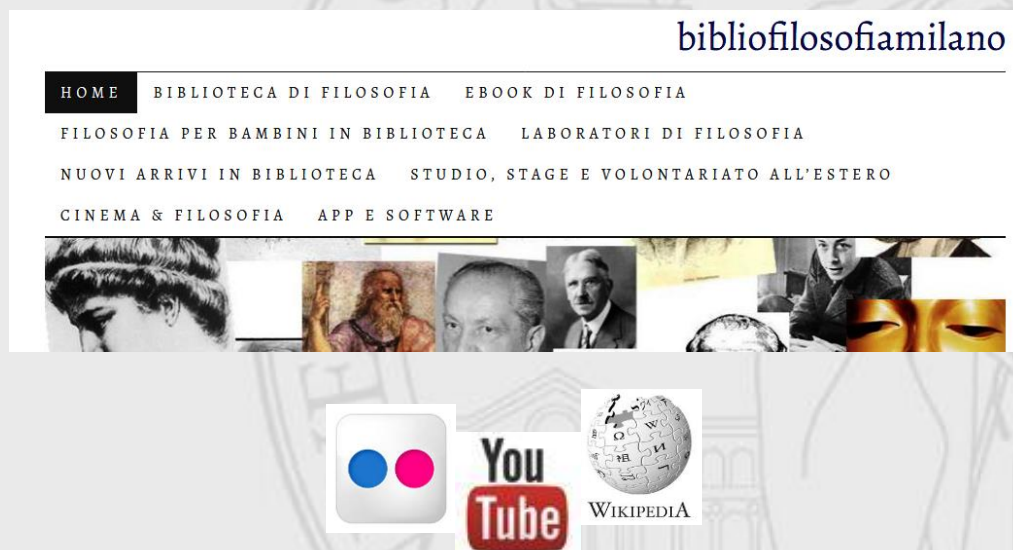 bibliofilosofiamilano
HOME BIBLIOTECA DI FILOSOFIA EBOOK DI FILOSOFIA
FILOSOFIA PER BAMBINI IN BIBLIOTECA LABORATORI DI FILOSOFIA
NUOVI ARRIVI IN BIBLIOTECA STUDIO, STAGE E VOLONTARIATO ALL'ESTERO
CINEMA & FILOSOFIA APP E SOFTWARE
You
Tube
WIKIPEDIA